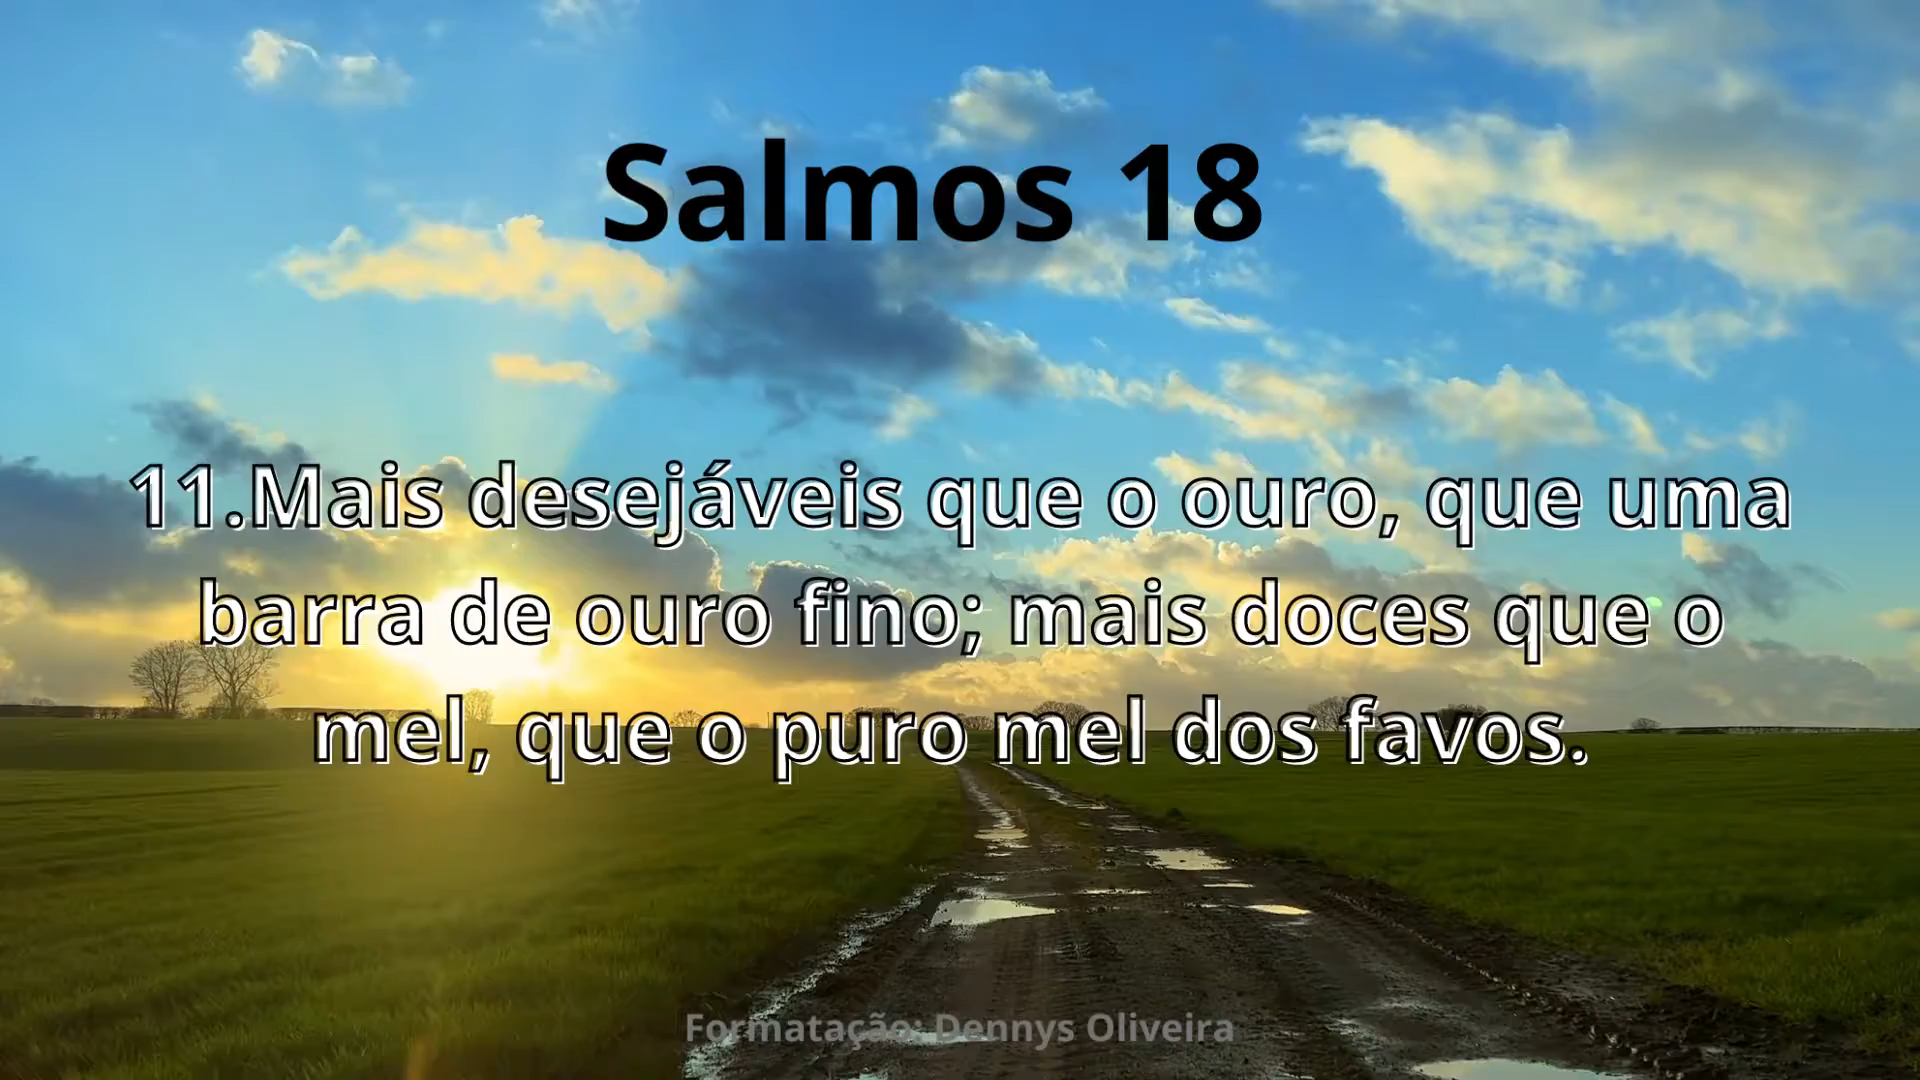 Salmos 18
11.Mais desejáveis que o ouro, que uma
barra de ouro fino; mais doces que o
mel, que o puro mel dos favos.
Formatação: Dennys Oliveira